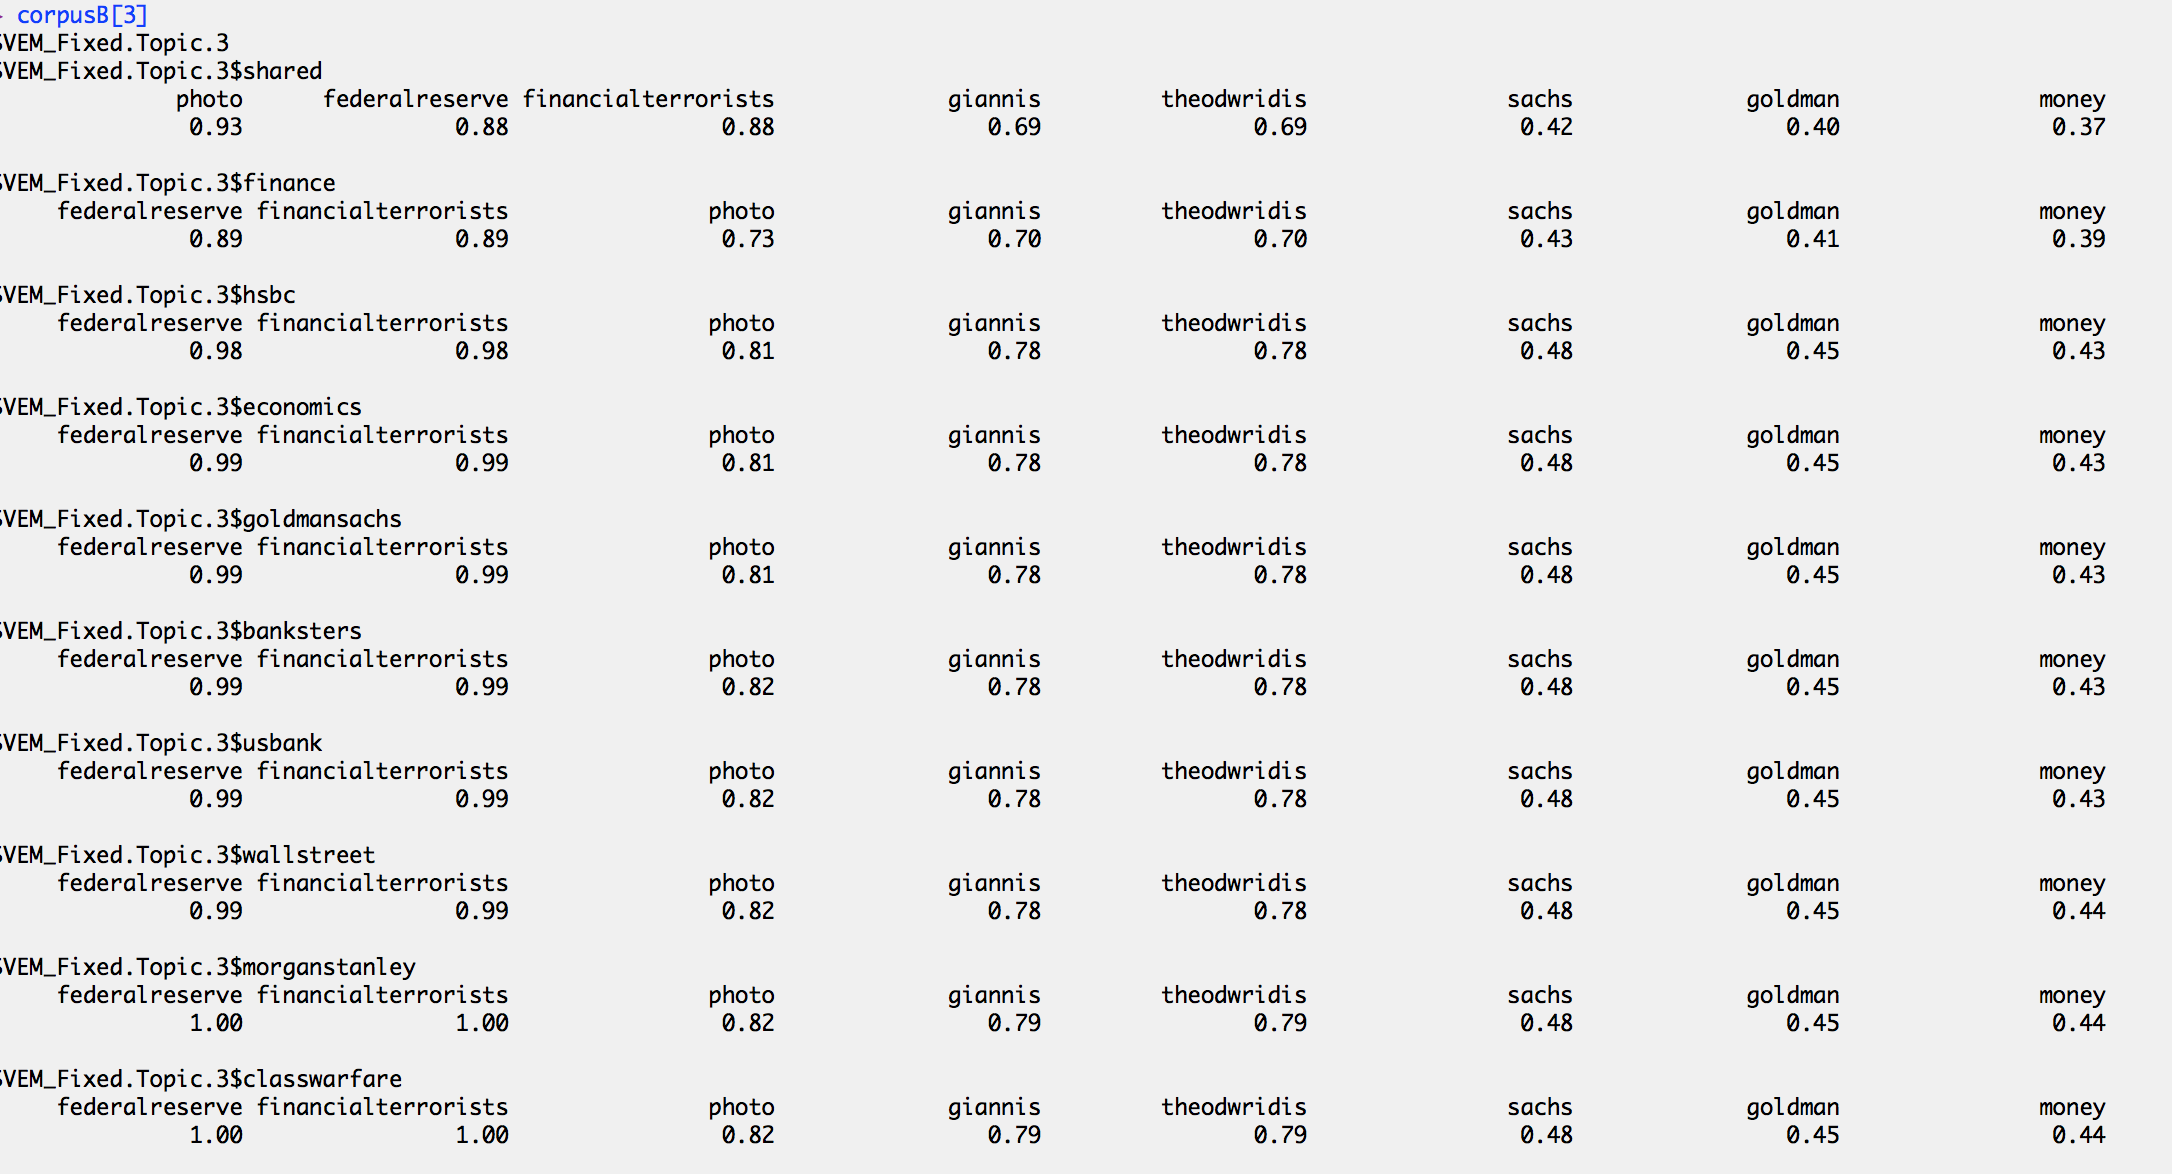 > corpusB[3]
$VEM_Fixed.Topic.3
$VEM_Fixed.Topic.3$shared
photo federalreserve financialterrorists giannis theodwridis sachs goldman money
0.93 0.88 0.88 0.69 0.69 0.42 0.40 0.37
$VEM_Fixed.Topic.3$finance
federalreserve financialterrorists photo giannis theodwridis sachs goldman money
0.89 0.89 0.73 0.70 0.70 0.43 0.41 0.39
$VEM_Fixed.Topic.3$hsbc
federalreserve financialterrorists photo giannis theodwridis sachs goldman money
0.98 0.98 0.81 0.78 0.78 0.48 0.45 0.43
$VEM_Fixed.Topic.3$economics
federalreserve financialterrorists photo giannis theodwridis sachs goldman money
0.99 0.99 0.81 0.78 0.78 0.48 0.45 0.43
$VEM_Fixed.Topic.3$goldmansachs
federalreserve financialterrorists photo giannis theodwridis sachs goldman money
0.99 0.99 0.81 0.78 0.78 0.48 0.45 0.43
$VEM_Fixed.Topic.3$banksters
federalreserve financialterrorists photo giannis theodwridis sachs goldman money
0.99 0.99 0.82 0.78 0.78 0.48 0.45 0.43
$VEM_Fixed.Topic.3$usbank
federalreserve financialterrorists photo giannis theodwridis sachs goldman money
0.99 0.99 0.82 0.78 0.78 0.48 0.45 0.43
$VEM_Fixed.Topic.3$wallstreet
federalreserve financialterrorists photo giannis theodwridis sachs goldman money
0.99 0.99 0.82 0.78 0.78 0.48 0.45 0.44
$VEM_Fixed.Topic.3$morganstanley
federalreserve financialterrorists photo giannis theodwridis sachs goldman money
1.00 1.00 0.82 0.79 0.79 0.48 0.45 0.44
$VEM_Fixed.Topic.3$classwarfare
federalreserve financialterrorists photo giannis theodwridis sachs goldman money
1.00 1.00 0.82 0.79 0.79 0.48 0.45 0.44